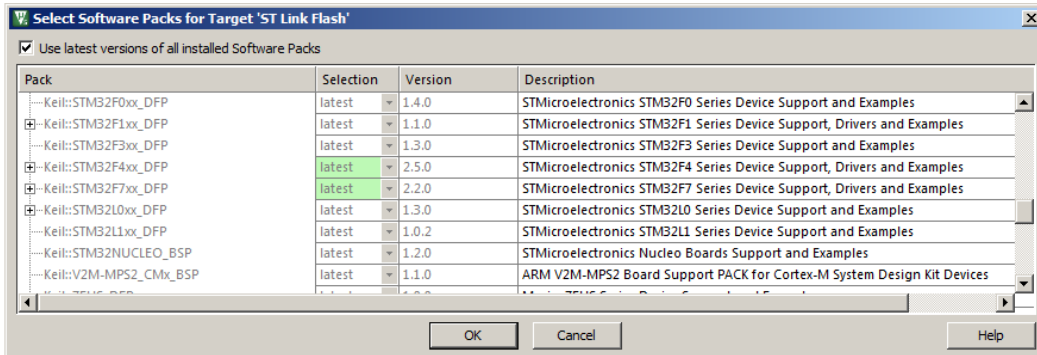 Select Software Packs for Target 'ST Link Flash'
Use latest versions of all installed Software Packs
Pack Selection Version Description
Keil::STM32F0xx_DFP latest 1.4.0 STMicroelectronics STM32F0 Series Device Support and Examples
Keil::STM32F1xx_DFP latest 1.1.0 STMicroelectronics STM32F1 Series Device Support, Drivers and Examples
Keil::STM32F3xx_DFP latest 1.3.0 STMicroelectronics STM32F3 Series Device Support and Examples
Keil::STM32F4xx_DFP latest 2.5.0 STMicroelectronics STM32F4 Series Device Support, Drivers and Examples
Keil::STM32F7xx_DFP latest 2.2.0 STMicroelectronics STM32F7 Series Device Support, Drivers and Examples
Keil::STM32L0xx_DFP latest 1.3.0 STMicroelectronics STM32L0 Series Device Support and Examples
Keil::STM32L1xx_DFP latest 1.0.2 STMicroelectronics STM32L1 Series Device Support and Examples
Keil::STM32NUCLEO_BSP latest 1.2.0 STMicroelectronics Nucleo Boards Support and Examples
Keil::V2M-MPS2_CMx_BSP latest 1.1.0 ARM V2M-MPS2 Board Support PACK for Cortex-M System Design Kit Devices
OK Cancel Help